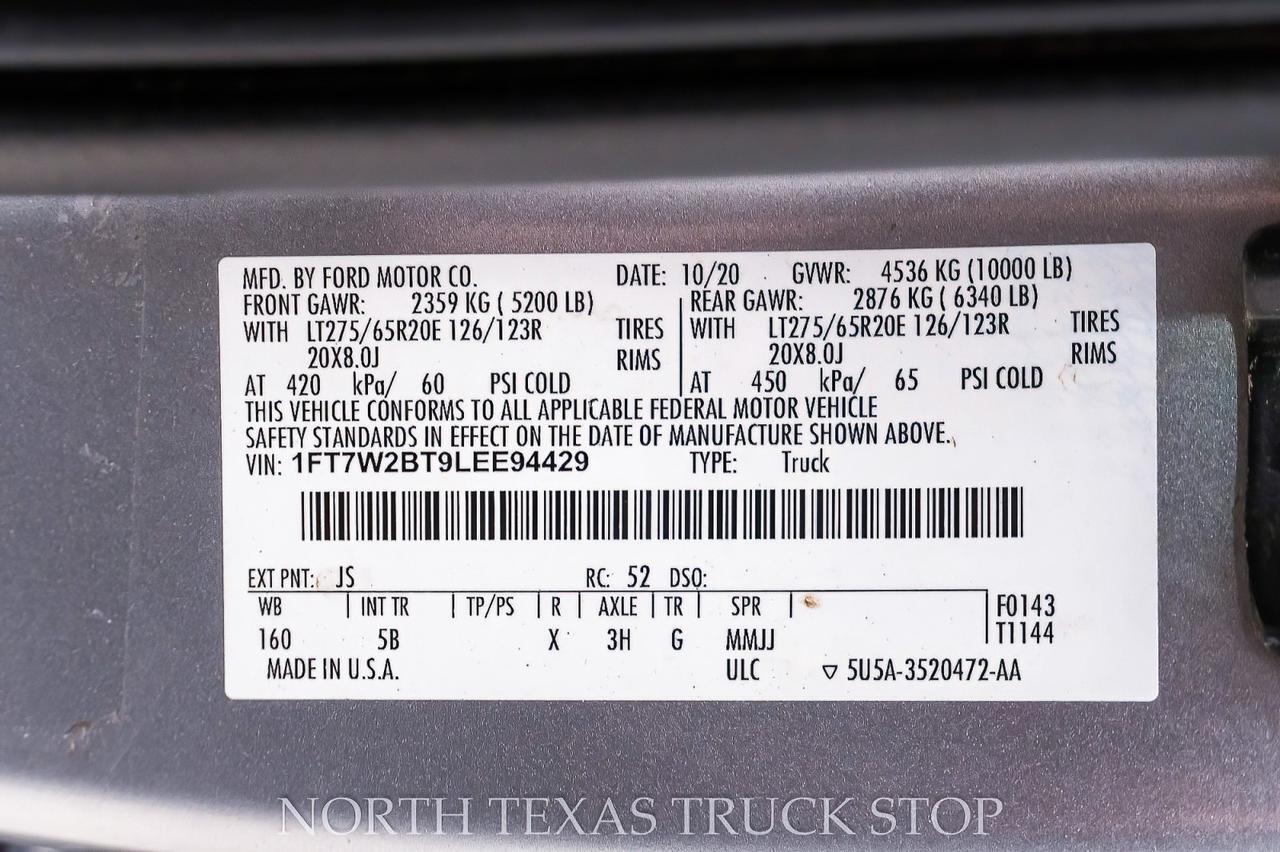 MFD. BY FORD MOTOR CO. DATE: 10/20 GVWR: 4536 KG (10000 LB)
FRONT GAWR: 2359 KG ( 5200 LB) REAR GAWR: 2876 KG ( 6340 LB)
WITH LT275/65R20E 126/123R TIRES WITH LT275/65R20E 126/123R TIRES
20X8.0J RIMS 20X8.0J RIMS
AT 420 kPa/ 60 PSI COLD AT 450 kPa/ 65 PSI COLD
THIS VEHICLE CONFORMS TO ALL APPLICABLE FEDERAL MOTOR VEHICLE
SAFETY STANDARDS IN EFFECT ON THE DATE OF MANUFACTURE SHOWN ABOVE.
VIN: 1FT7W2BT9LEE94429 TYPE: Truck
EXT PNT: JS RC: 52 DSO:
WB INT TR TP/PS R AXLE TR SPR F0143
160 5B X 3H G MMJJ T1144
MADE IN U.S.A. ULC ▽ 5U5A-3520472-AA
NORTH TEXAS TRUCK STOP